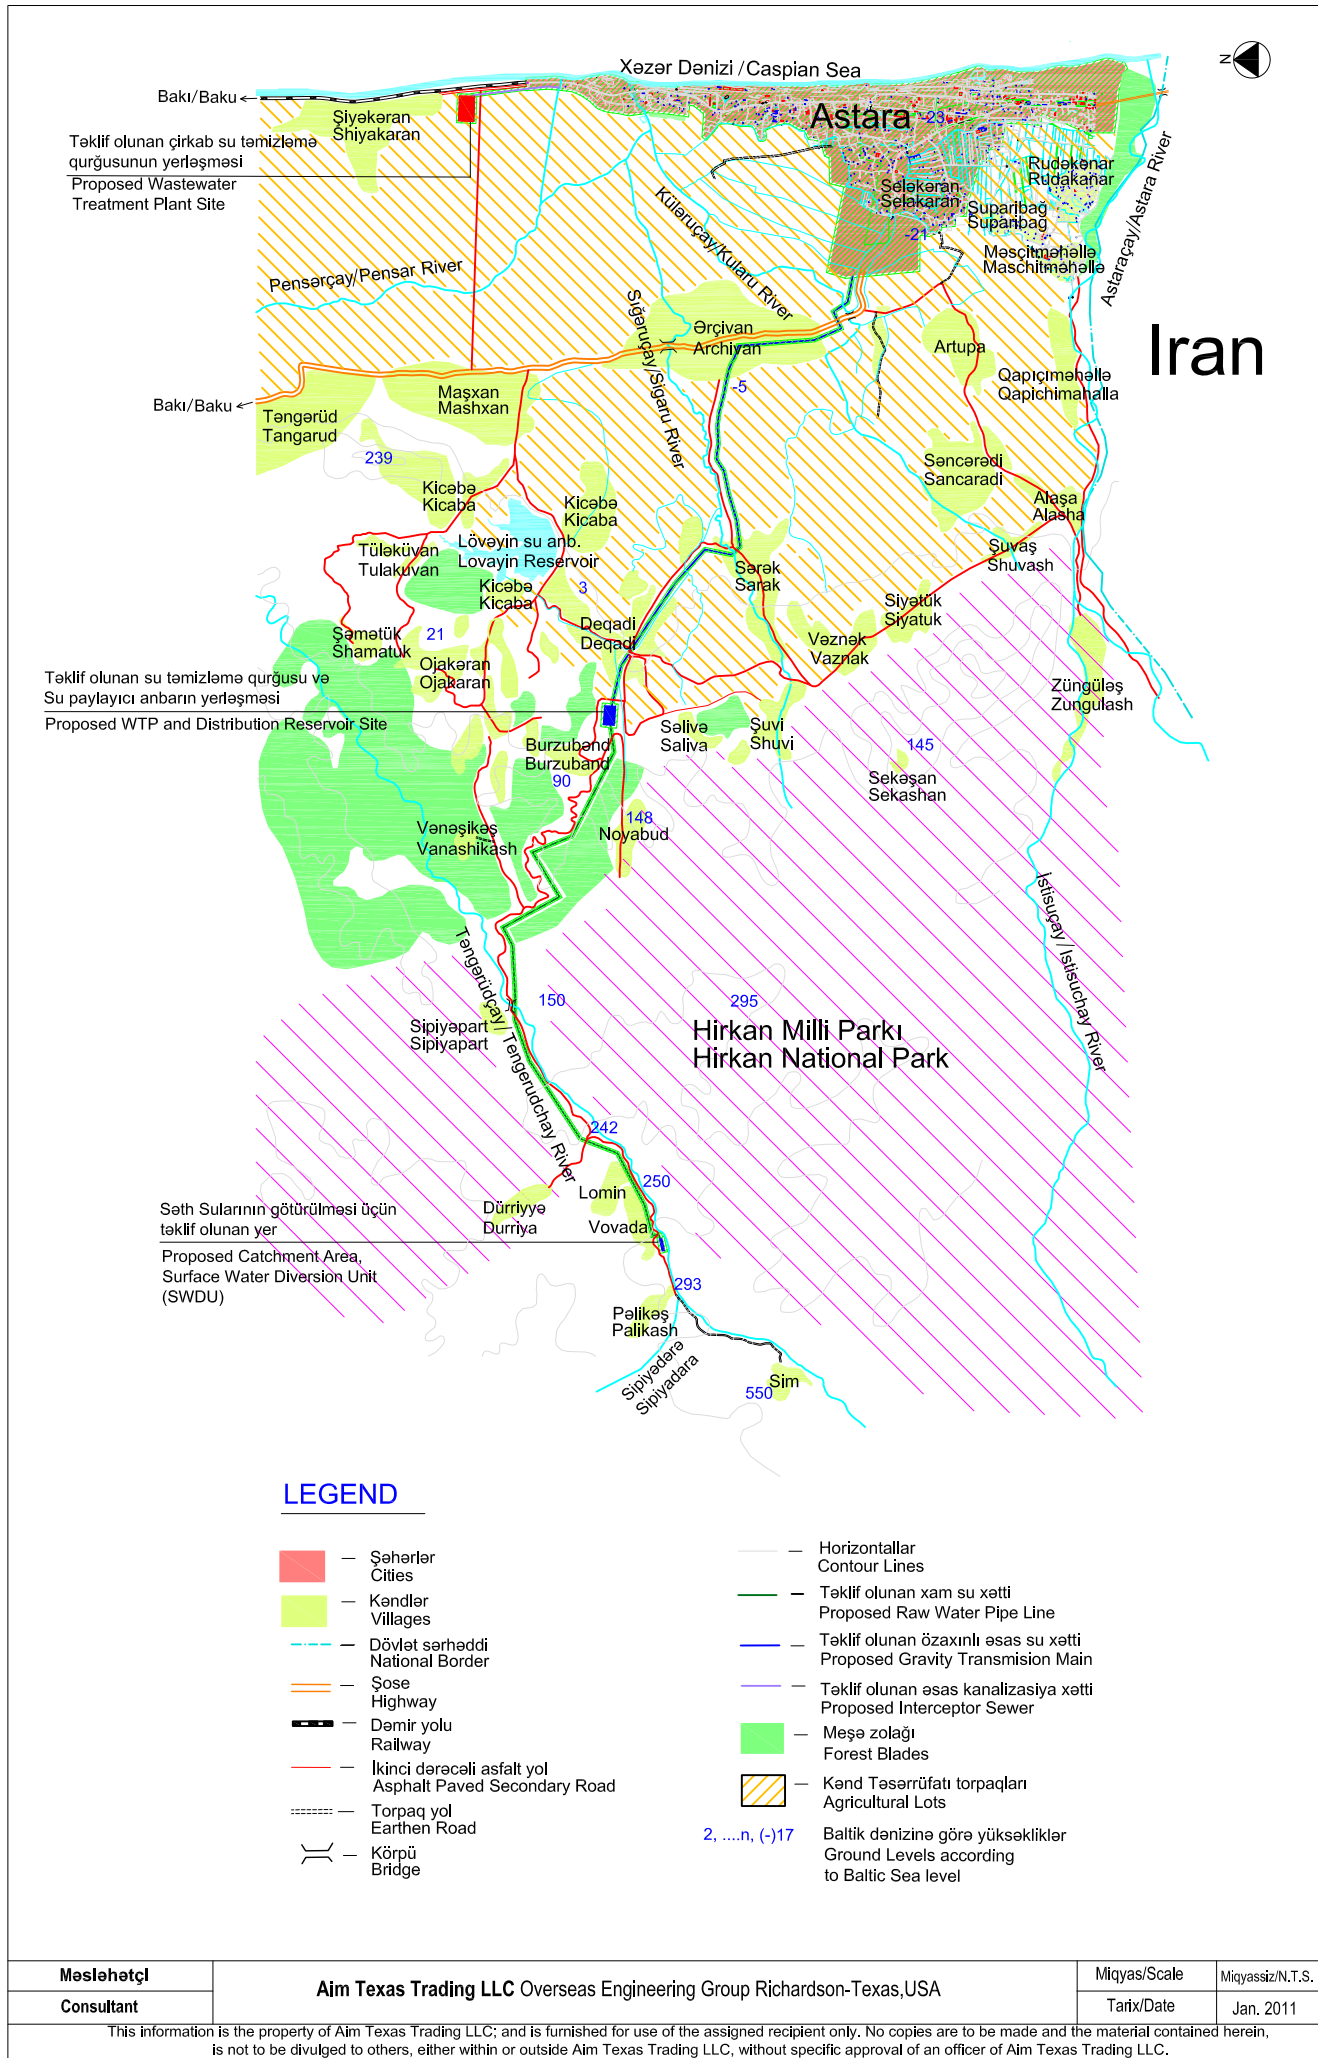 N
Xəzər Dənizi /Caspian Sea
Bakı/Baku
Şiyəkəran
Shiyakaran
Astara
-23
Təklif olunan çirkab su təmizləmə
qurğusunun yerləşməsi
Proposed Wastewater
Treatment Plant Site
Rudəkənar
Rudakanar
Seləkəran
Selakaran
Suparibağ
Suparibağ
-21
Məsçitməhəllə
Maschitməhəllə
Astaraçay/Astara River
Küləruçay/Kularu River
Pensərçay/Pensar River
Sığəruçay/Sigaru River
Iran
Ərçivan
Archivan
Artupa
-5
Qapıçıməhəllə
Qapichimahalla
Maşxan
Mashxan
Bakı/Baku
Təngərüd
Tangarud
239
Kicəbə
Kicaba
Kicəbə
Kicaba
Səncərədi
Sancaradi
Alaşa
Alasha
Tüləküvan
Tulakuvan
Lövəyin su anb.
Lovayin Reservoir
Şuvaş
Shuvash
Kicəbə
Kicaba
3
Sərək
Sarak
Siyətük
Siyatuk
Deqadi
Deqadi
Şəmətük
Shamatuk
21
Vəznək
Vaznak
Ojakəran
Ojakaran
Təklif olunan su təmizləmə qurğusu və
Su paylayıcı anbarın yerləşməsi
Proposed WTP and Distribution Reservoir Site
Züngüləş
Zungulash
Səlivə
Saliva
Şuvi
Shuvi
Burzubənd
Burzuband
90
145
Sekəşan
Sekashan
148
Noyabud
Vənəşikəş
Vanashikash
İstisuçay/Istisuchay River
Təngərüdçay/Tengerudchay River
150
295
Sipiyəpart
Sipiyapart
Hirkan Milli Parkı
Hirkan National Park
242
250
Lomin
Dürriyyə
Durriya
Vovada
Səth Sularının götürülməsi üçün
təklif olunan yer
Proposed Catchment Area,
Surface Water Diversion Unit
(SWDU)
293
Pəlikəş
Palikash
Sipiyədərə
Sipiyadara
Sim
550
LEGEND
Şəhərlər
Cities
Kəndlər
Villages
Dövlət sərhəddi
National Border
Şose
Highway
Dəmir yolu
Railway
İkinci dərəcəli asfalt yol
Asphalt Paved Secondary Road
Torpaq yol
Earthen Road
Körpü
Bridge
Horizontallar
Contour Lines
Təklif olunan xam su xətti
Proposed Raw Water Pipe Line
Təklif olunan özaxınlı əsas su xətti
Proposed Gravity Transmision Main
Təklif olunan əsas kanalizasiya xətti
Proposed Interceptor Sewer
Meşə zolağı
Forest Blades
Kənd Təsərrüfatı torpaqları
Agricultural Lots
2, ....n, (-)17
Baltik dənizinə görə yüksəkliklər
Ground Levels according
to Baltic Sea level
Məsləhətçi
Consultant
Aim Texas Trading LLC Overseas Engineering Group Richardson-Texas,USA
Miqyas/Scale
Miqyassiz/N.T.S.
Tarix/Date
Jan. 2011
This information is the property of Aim Texas Trading LLC; and is furnished for use of the assigned recipient only. No copies are to be made and the material contained herein,
is not to be divulged to others, either within or outside Aim Texas Trading LLC, without specific approval of an officer of Aim Texas Trading LLC.